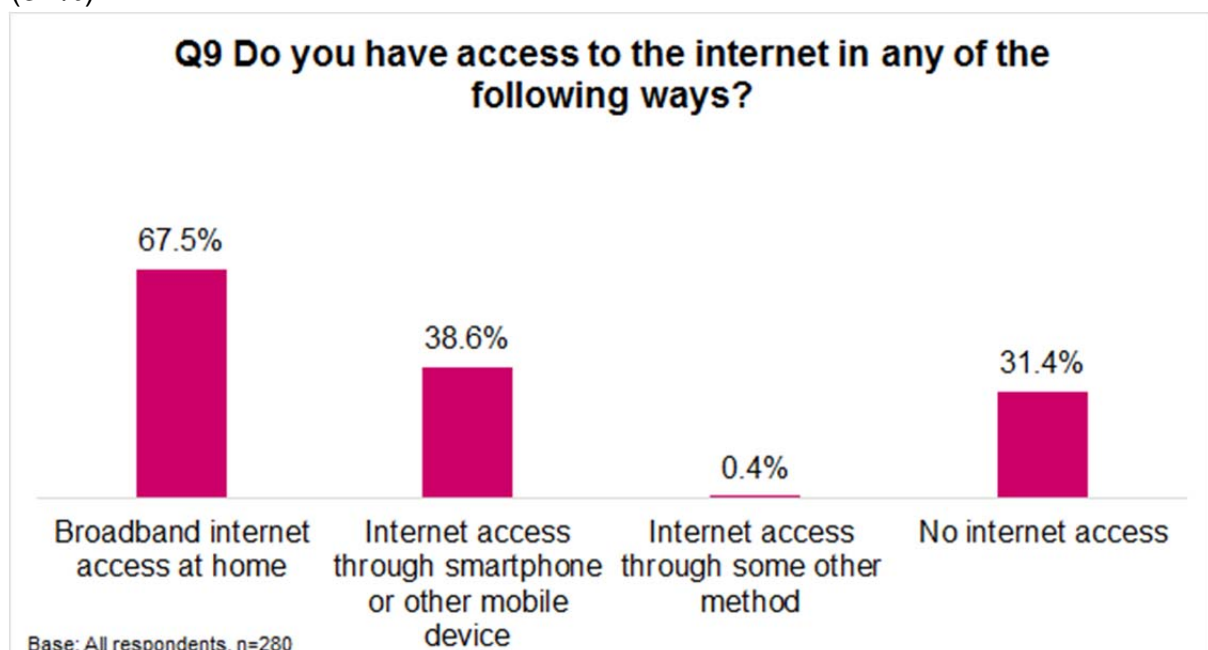 Q9 Do you have access to the internet in any of the
following ways?
67.5%
38.6%
0.4%
31.4%
Broadband internet
access at home
Internet access
through smartphone
or other mobile
device
Internet access
through some other
method
No internet access
Base: All respondents, n=280